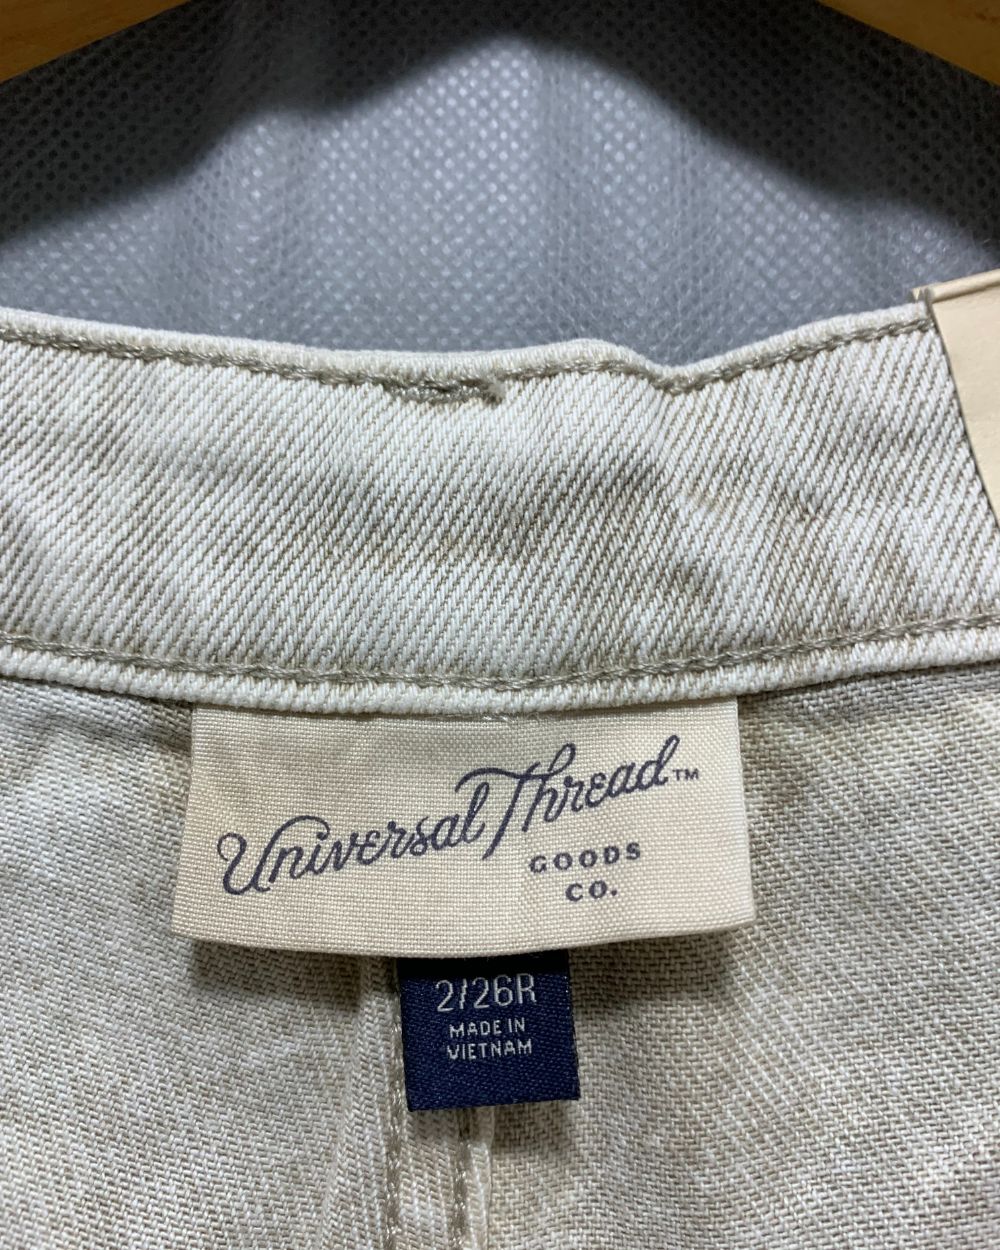 Universal Thread™
GOODS
CO.
2/26R
MADE IN
VIETNAM